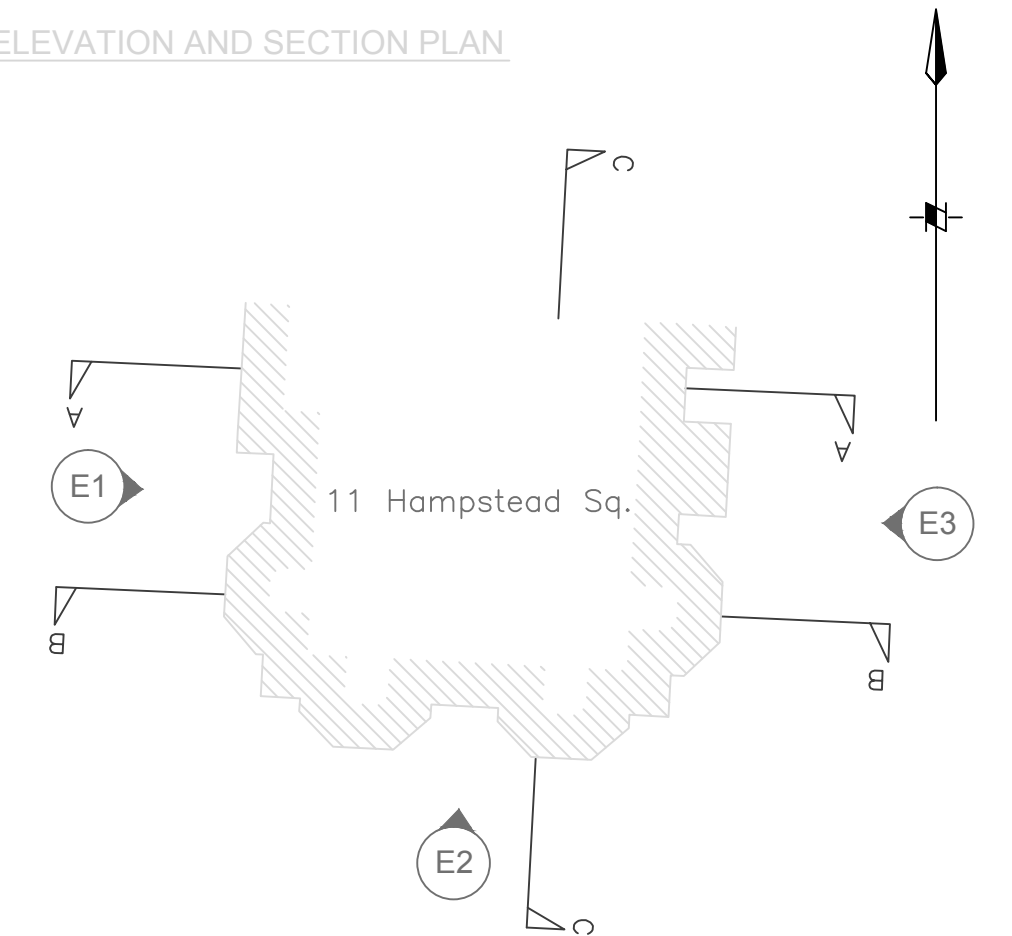 ELEVATION AND SECTION PLAN
C
A
A
E1
11 Hampstead Sq.
E3
B
B
E2
C